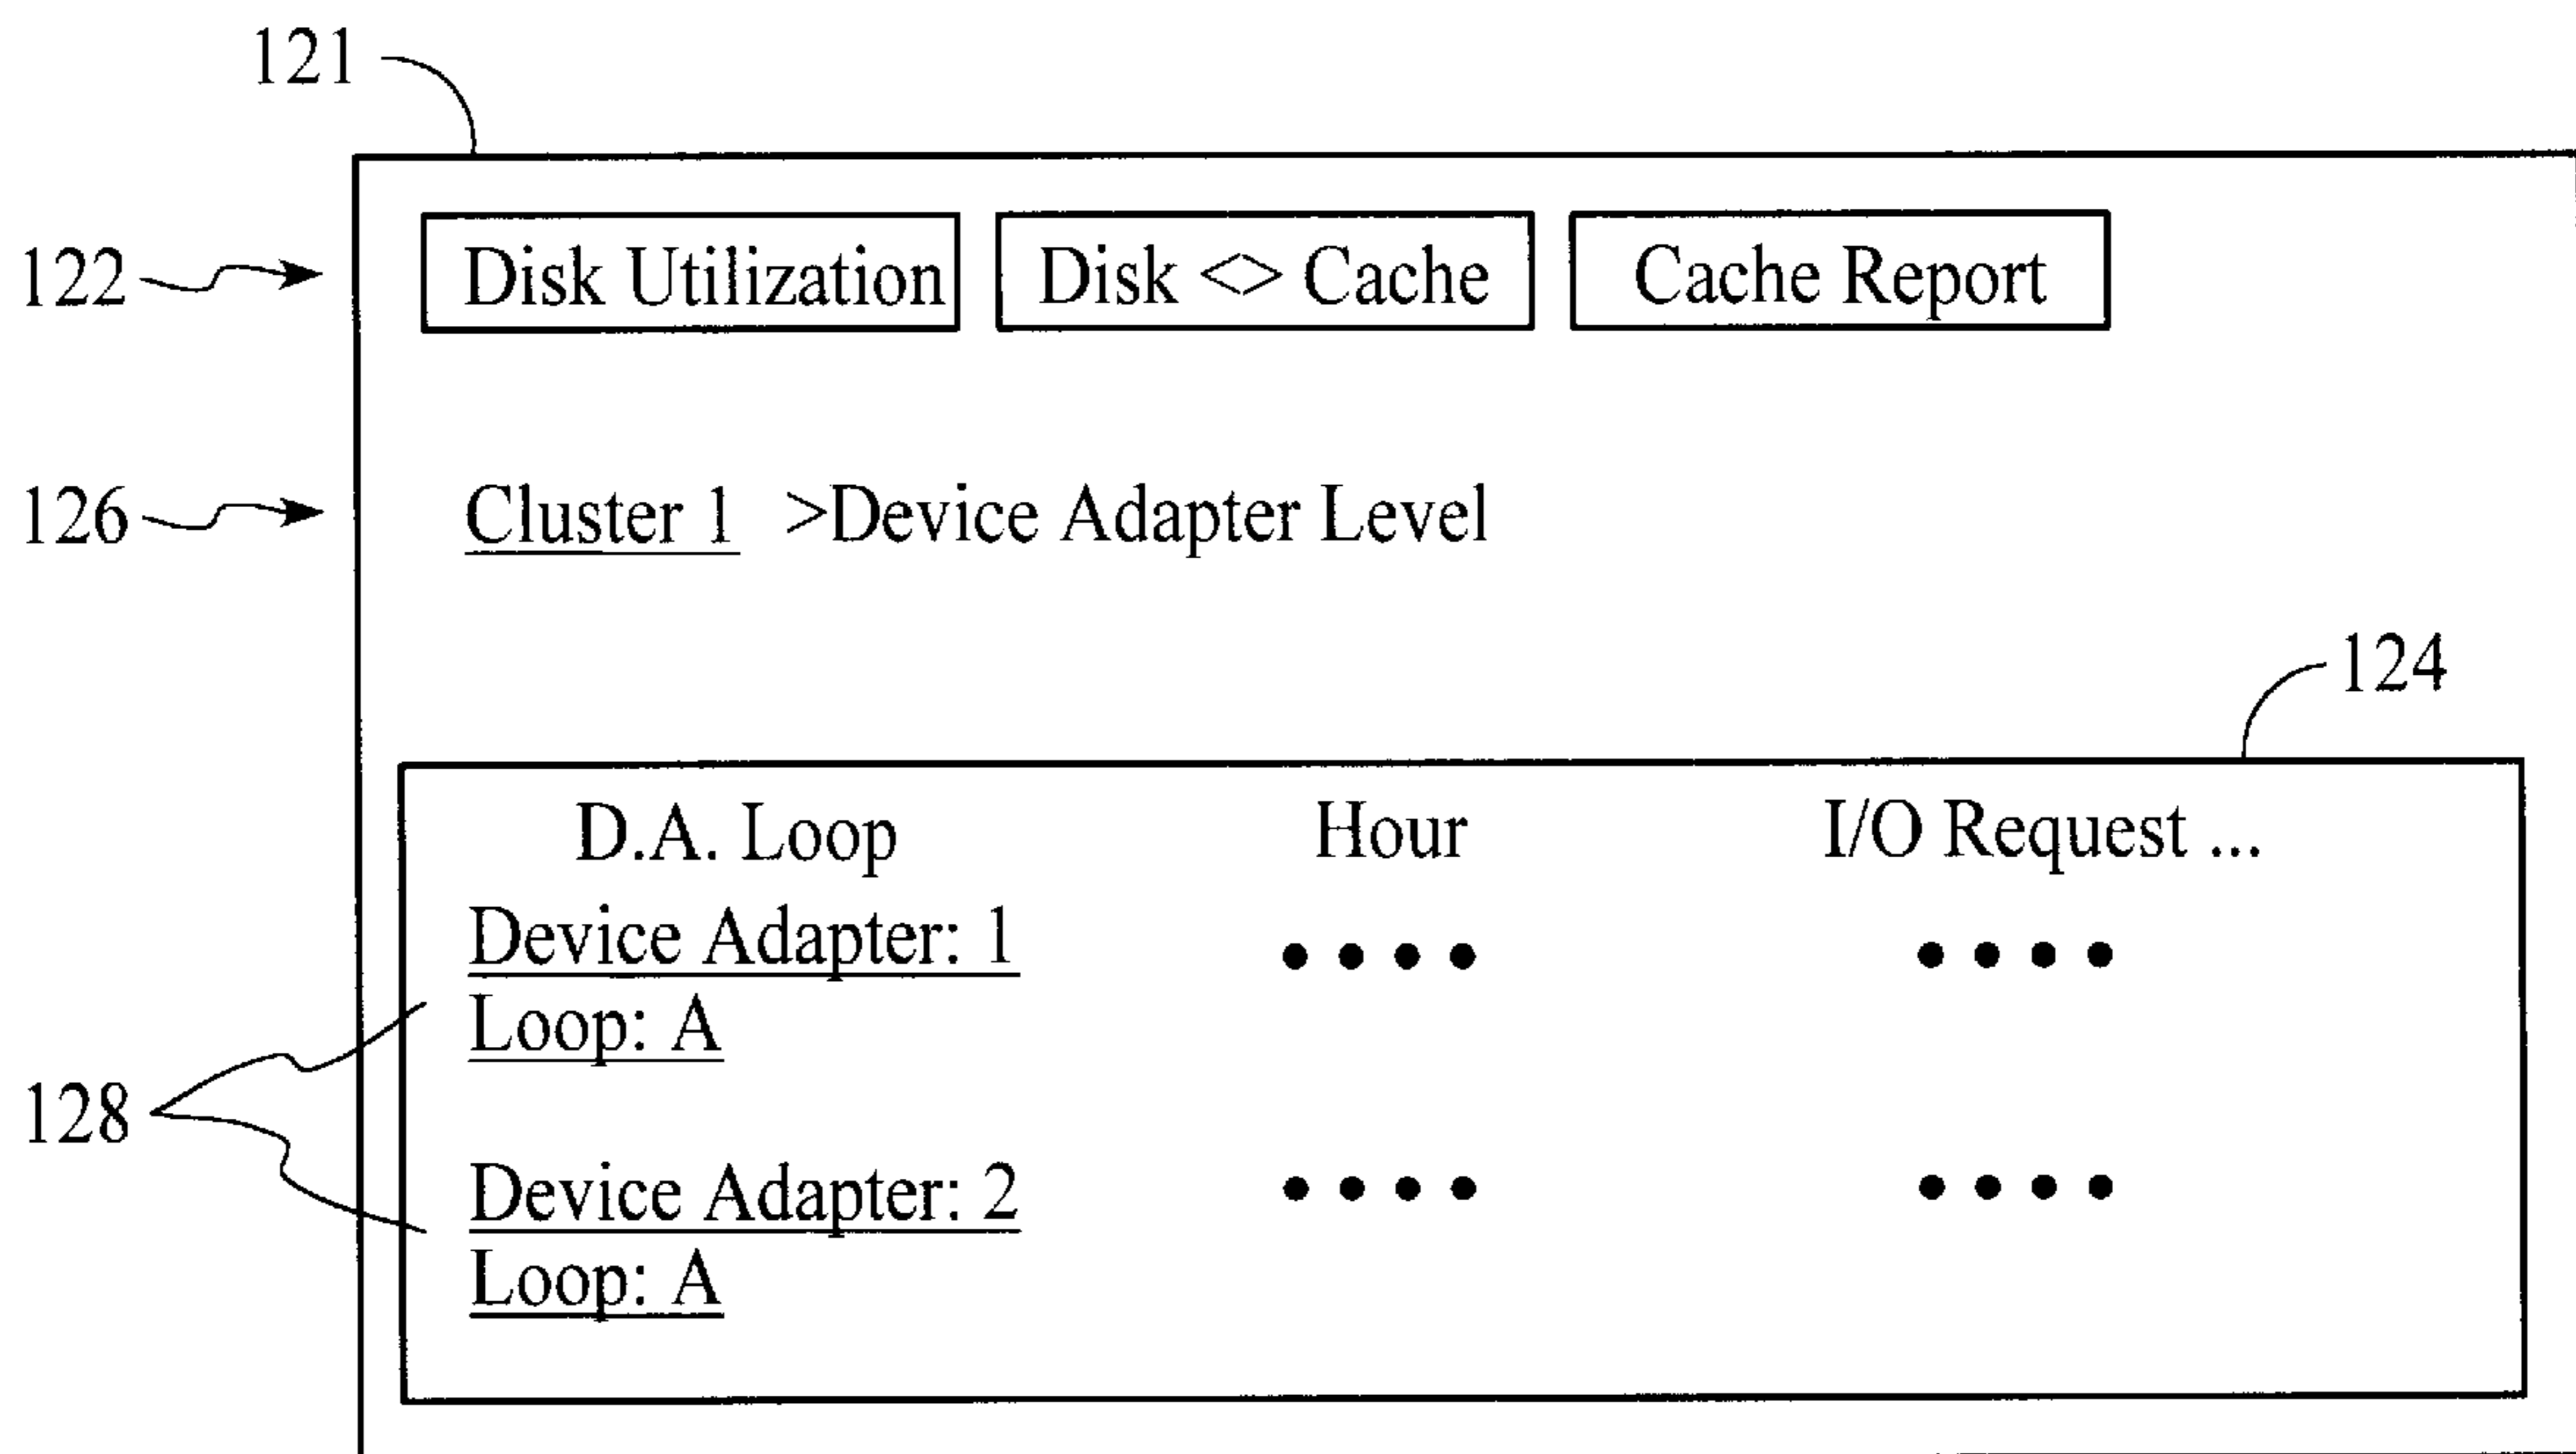 121
122 Disk Utilization Disk <> Cache Cache Report
126 Cluster 1 >Device Adapter Level
124
D.A. Loop Hour I/O Request ...
Device Adapter: 1 • • • • • • • •
Loop: A
128
Device Adapter: 2 • • • • • • • •
Loop: A